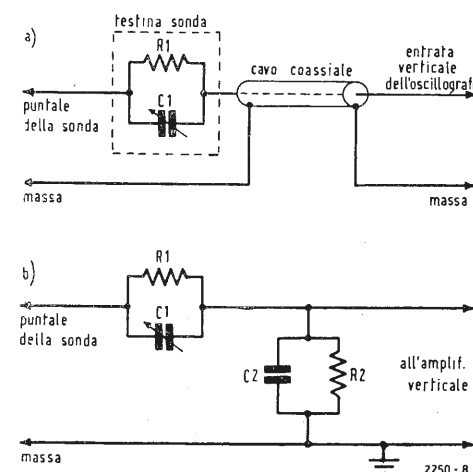 a)
testina sonda
R1
C1
puntale
della sonda
cavo coassiale
entrata
verticale
dell'oscillograf
massa
massa
b)
R1
C1
puntale
della sonda
C2
R2
all'amplif.
verticale
massa
2250 - 8